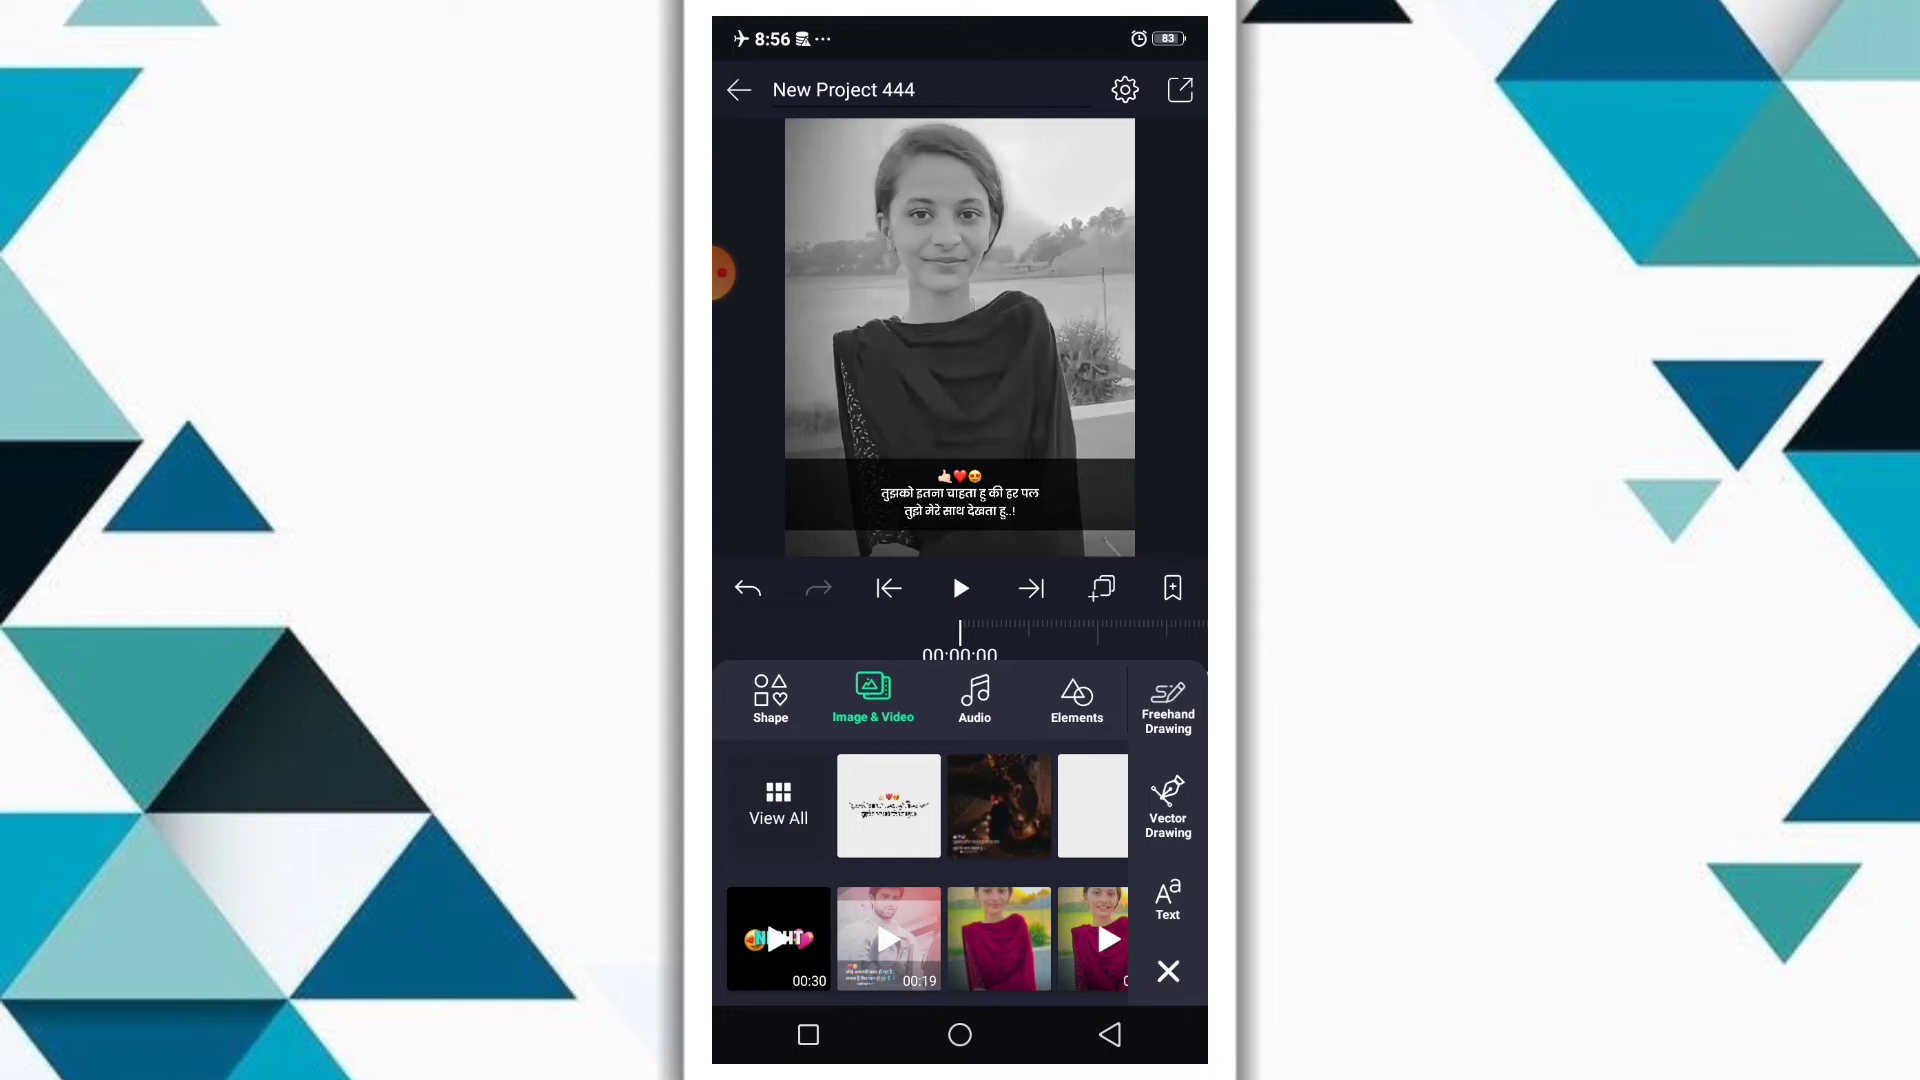 8:56
83
New Project 444
🤙🏻❤️😍
तुझको इतना चाहता हु की हर पल
तुझे मेरे साथ देखता हु..!
00:00:00
Shape
Image & Video
Audio
Elements
Freehand
Drawing
View All
Vector
Drawing
Text
00:30
00:19